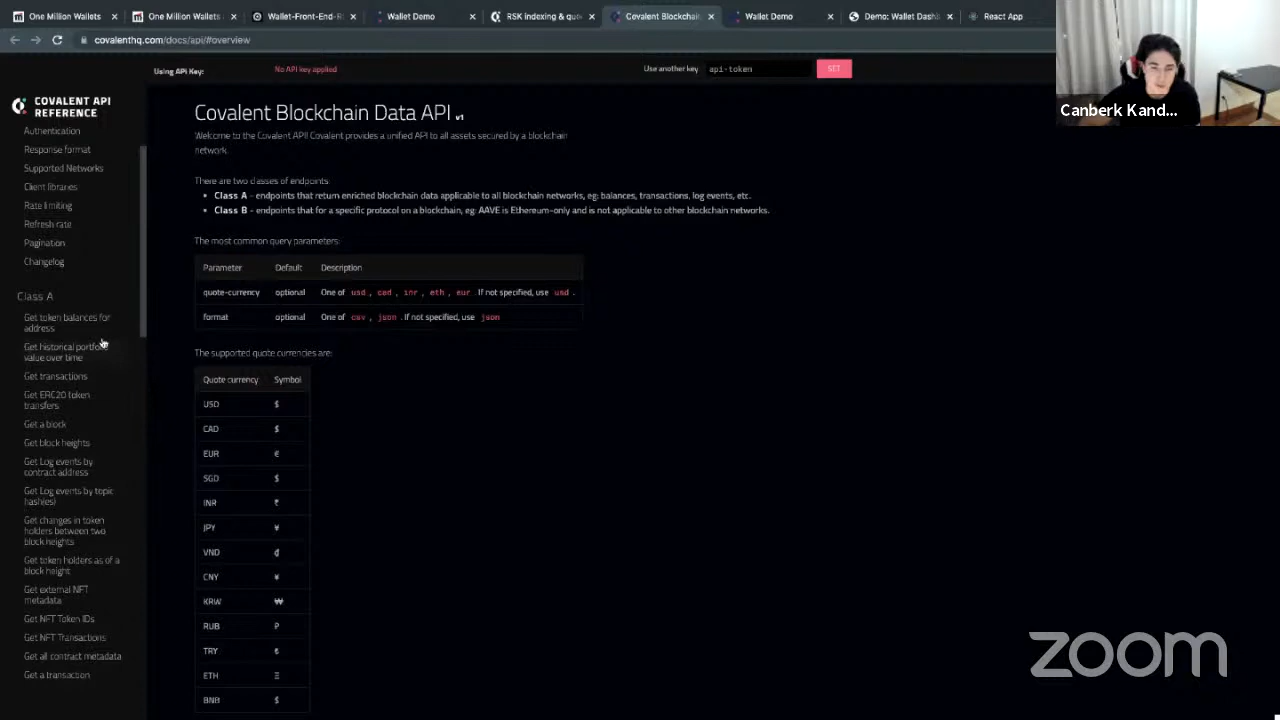 One Million Wallets
One Million Wallets
Wallet-Front-End-R
Wallet Demo
RSK indexing & que
Covalent Blockchain
Wallet Demo
Demo: Wallet Dash
React App
covalenthq.com/docs/api/#overview
Using API Key:
No API key applied
Use another key
api-token
SET
Canberk Kand...
COVALENT API
REFERENCE
Authentication
Response format
Supported Networks
Client libraries
Rate limiting
Refresh rate
Pagination
Changelog
Class A
Get token balances for
address
Get historical portfolio
value over time
Get transactions
Get ERC20 token
transfers
Get a block
Get block heights
Get Log events by
contract address
Get Log events by topic
hash(es)
Get changes in token
holders between two
block heights
Get token holders as of a
block height
Get external NFT
metadata
Get NFT Token IDs
Get NFT Transactions
Get all contract metadata
Get a transaction
Covalent Blockchain Data API v1
Welcome to the Covalent API! Covalent provides a unified API to all assets secured by a blockchain
network.
There are two classes of endpoints:
• Class A - endpoints that return enriched blockchain data applicable to all blockchain networks, eg: balances, transactions, log events, etc.
• Class B - endpoints that for a specific protocol on a blockchain, eg: AAVE is Ethereum-only and is not applicable to other blockchain networks.
The most common query parameters:
Parameter Default Description
quote-currency optional One of usd , cad , inr , eth , eur . If not specified, use usd .
format optional One of csv , json . If not specified, use json
The supported quote currencies are:
Quote currency Symbol
USD $
CAD $
EUR €
SGD $
INR ₹
JPY ¥
VND ₫
CNY ¥
KRW ₩
RUB ₽
TRY ₺
ETH Ξ
BNB $
zoom